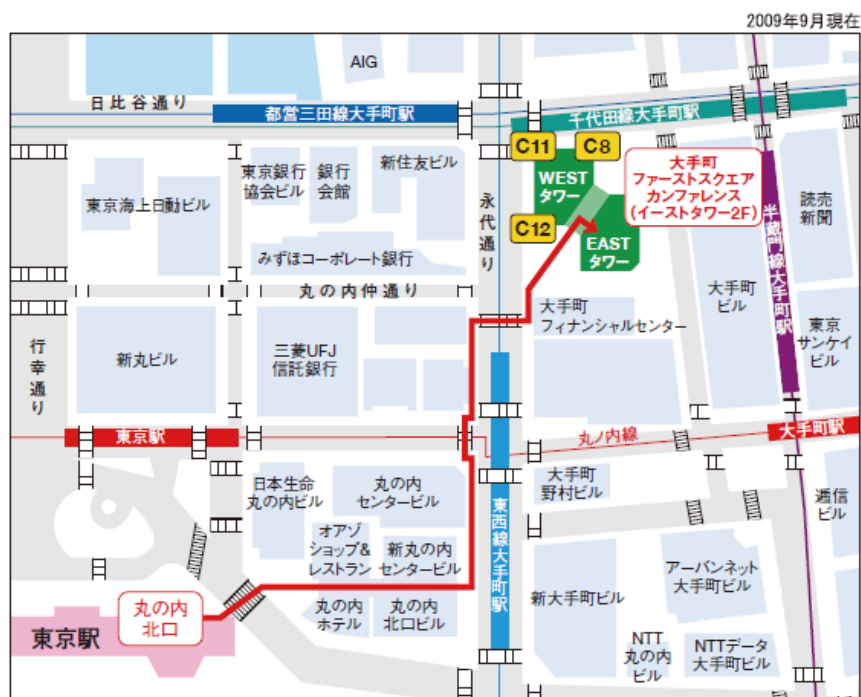 2009年9月現在
AIG
日比谷通り
都営三田線大手町駅
千代田線大手町駅
C11
C8
WEST
タワー
C12
EAST
タワー
大手町
ファーストスクエア
カンファレンス
(イーストタワー2F)
東京海上日動ビル
東京銀行
協会ビル
銀行
会館
新住友ビル
永代通り
みずほコーポレート銀行
丸の内仲通り
読売
新聞
半蔵門線大手町駅
大手町
ビル
大手町
フィナンシャルセンター
東京
サンケイ
ビル
行幸通り
新丸ビル
三菱UFJ
信託銀行
東京駅
丸ノ内線
大手町駅
日本生命
丸の内ビル
丸の内
センタービル
東西線大手町駅
大手町
野村ビル
逓信
ビル
オアゾ
ショップ&
レストラン
新丸の内
センタービル
新大手町ビル
アーバンネット
大手町ビル
丸の内
北口
東京駅
丸の内
ホテル
丸の内
北口ビル
NTT
丸の内
ビル
NTTデータ
大手町ビル